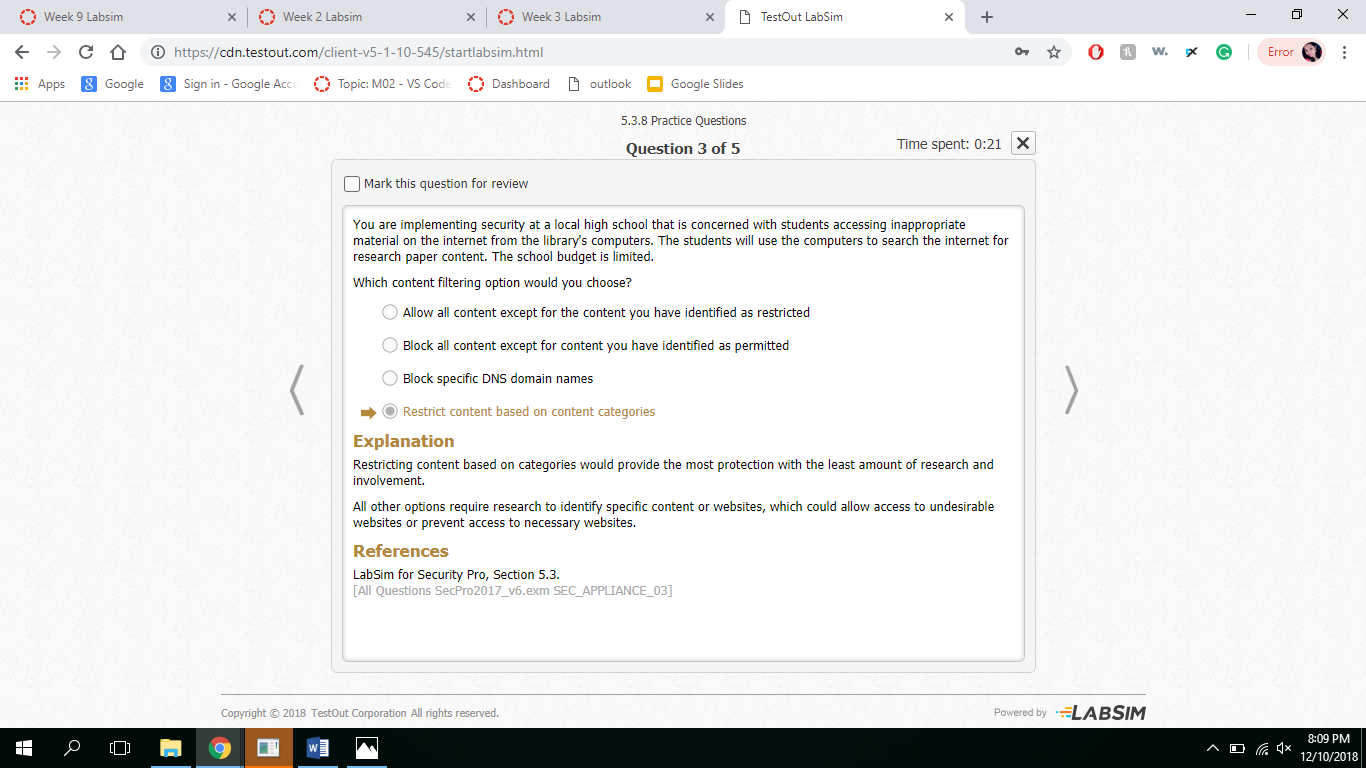 Week 9 Labsim
Week 2 Labsim
Week 3 Labsim
TestOut LabSim
https://cdn.testout.com/client-v5-1-10-545/startlabsim.html
w.
Error
Apps
Google
Sign in - Google Acco
Topic: M02 - VS Code
Dashboard
outlook
Google Slides
5.3.8 Practice Questions
Question 3 of 5
Time spent: 0:21
Mark this question for review
You are implementing security at a local high school that is concerned with students accessing inappropriate
material on the internet from the library's computers. The students will use the computers to search the internet for
research paper content. The school budget is limited.
Which content filtering option would you choose?
Allow all content except for the content you have identified as restricted
Block all content except for content you have identified as permitted
Block specific DNS domain names
Restrict content based on content categories
Explanation
Restricting content based on categories would provide the most protection with the least amount of research and
involvement.
All other options require research to identify specific content or websites, which could allow access to undesirable
websites or prevent access to necessary websites.
References
LabSim for Security Pro, Section 5.3.
[All Questions SecPro2017_v6.exm SEC_APPLIANCE_03]
Copyright © 2018 TestOut Corporation All rights reserved.
Powered by LABSIM
8:09 PM
12/10/2018